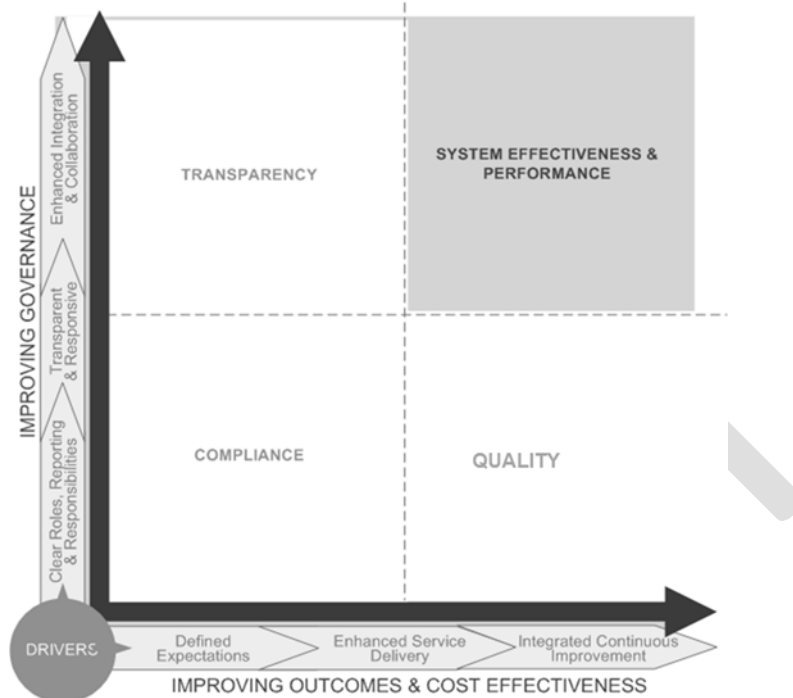 Enhanced Integration
& Collaboration
TRANSPARENCY
SYSTEM EFFECTIVENESS &
PERFORMANCE
IMPROVING GOVERNANCE
Transparent
& Responsive
COMPLIANCE
QUALITY
Clear Roles, Reporting
& Responsibilities
DRIVERS
Defined
Expectations
Enhanced Service
Delivery
Integrated Continuous
Improvement
IMPROVING OUTCOMES & COST EFFECTIVENESS